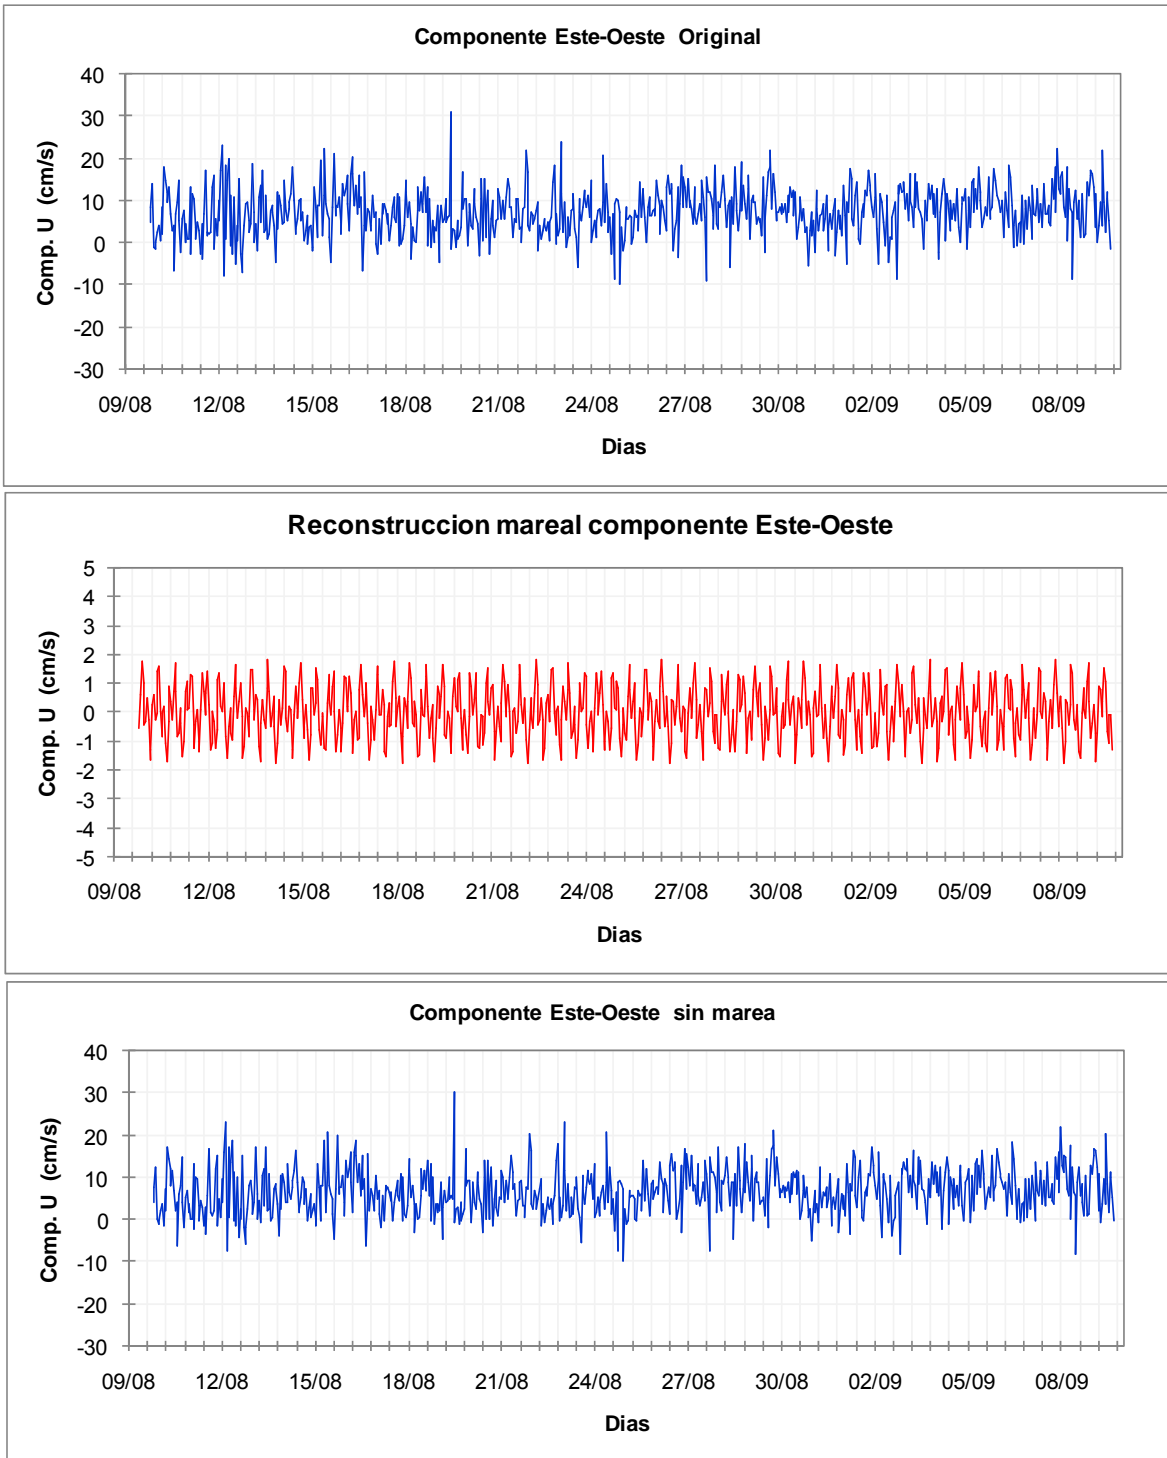 Componente Este-Oeste Original
40
30
20
10
0
-10
-20
-30
Comp. U (cm/s)
09/08 12/08 15/08 18/08 21/08 24/08 27/08 30/08 02/09 05/09 08/09
Dias
Reconstruccion mareal componente Este-Oeste
5
4
3
2
1
0
-1
-2
-3
-4
-5
Comp. U (cm/s)
09/08 12/08 15/08 18/08 21/08 24/08 27/08 30/08 02/09 05/09 08/09
Dias
Componente Este-Oeste sin marea
40
30
20
10
0
-10
-20
-30
Comp. U (cm/s)
09/08 12/08 15/08 18/08 21/08 24/08 27/08 30/08 02/09 05/09 08/09
Dias